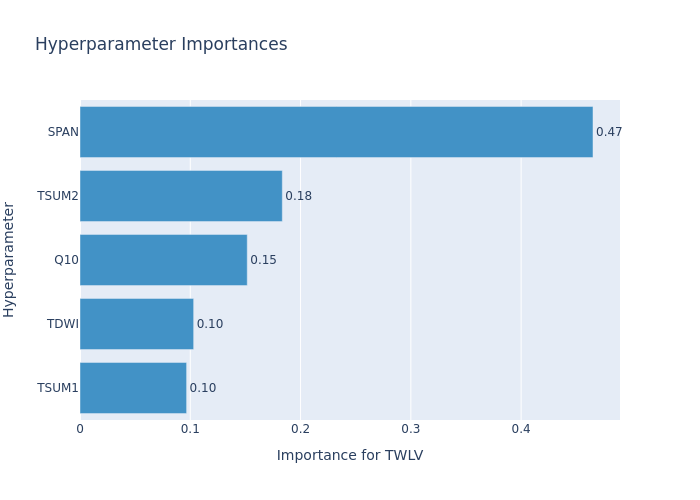 Hyperparameter Importances
Hyperparameter
SPAN 0.47
TSUM2 0.18
Q10 0.15
TDWI 0.10
TSUM1 0.10
0 0.1 0.2 0.3 0.4
Importance for TWLV